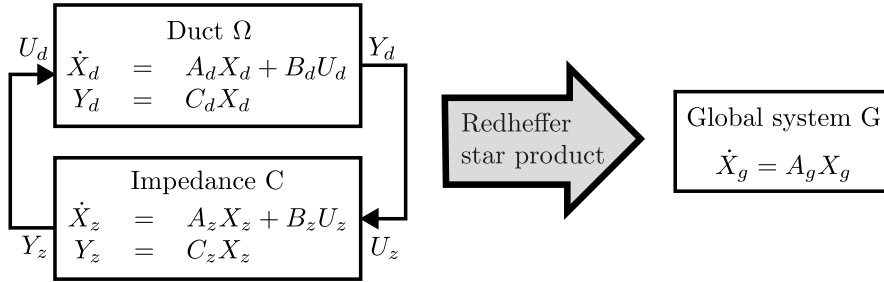 Duct Ω
U_d
Y_d
Ẋ_d = A_d X_d + B_d U_d
Y_d = C_d X_d
Redheffer
star product
Global system G
Ẋ_g = A_g X_g
Impedance C
Ẋ_z = A_z X_z + B_z U_z
Y_z = C_z X_z
Y_z
U_z